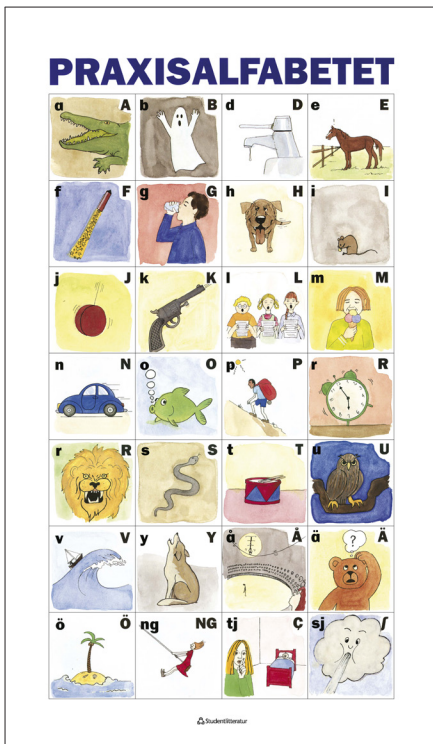 PRAXISALFABETET
a A b B d D e E
f F g G h H i I
j J k K l L m M
n N o O p P r R
r R s S t T u U
v V y Y å Å ä ? Ä
ö Ö ng NG tj Ç sj ʃ
Studentlitteratur